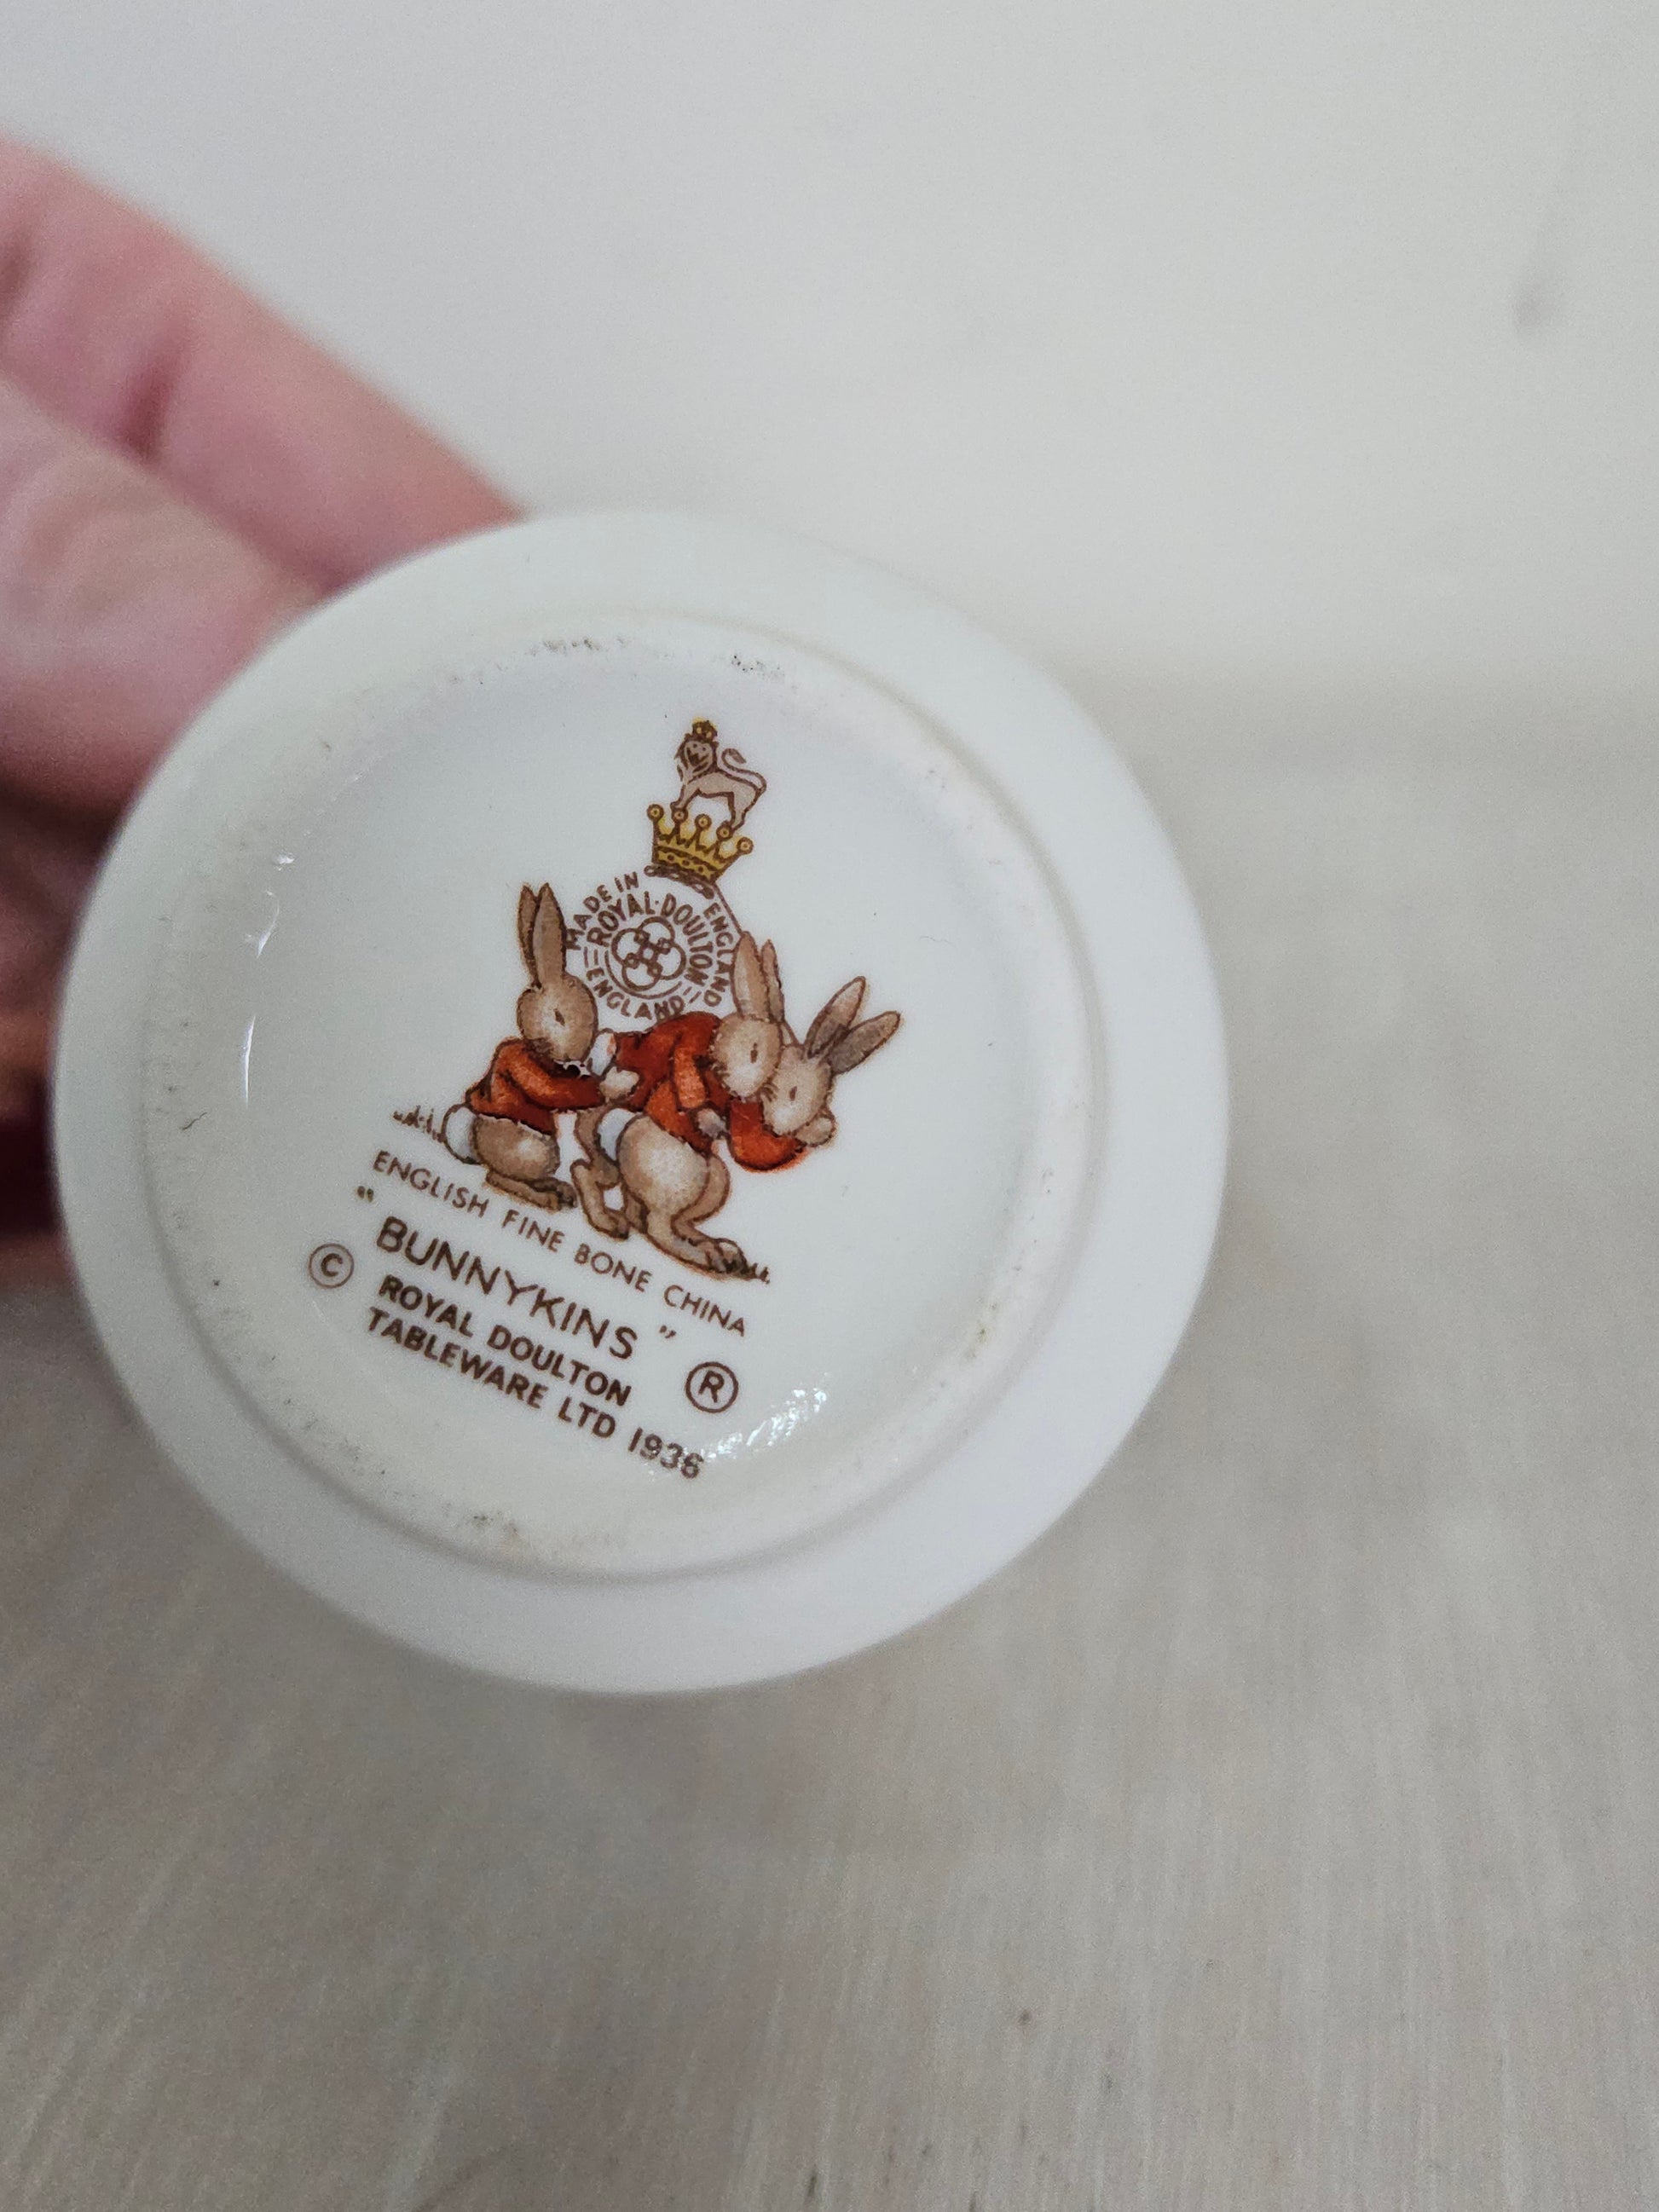 MADE IN ENGLAND
ROYAL·DOULTON
ENGLAND
ENGLISH FINE BONE CHINA
" BUNNYKINS " ®
© ROYAL DOULTON
TABLEWARE LTD 1936